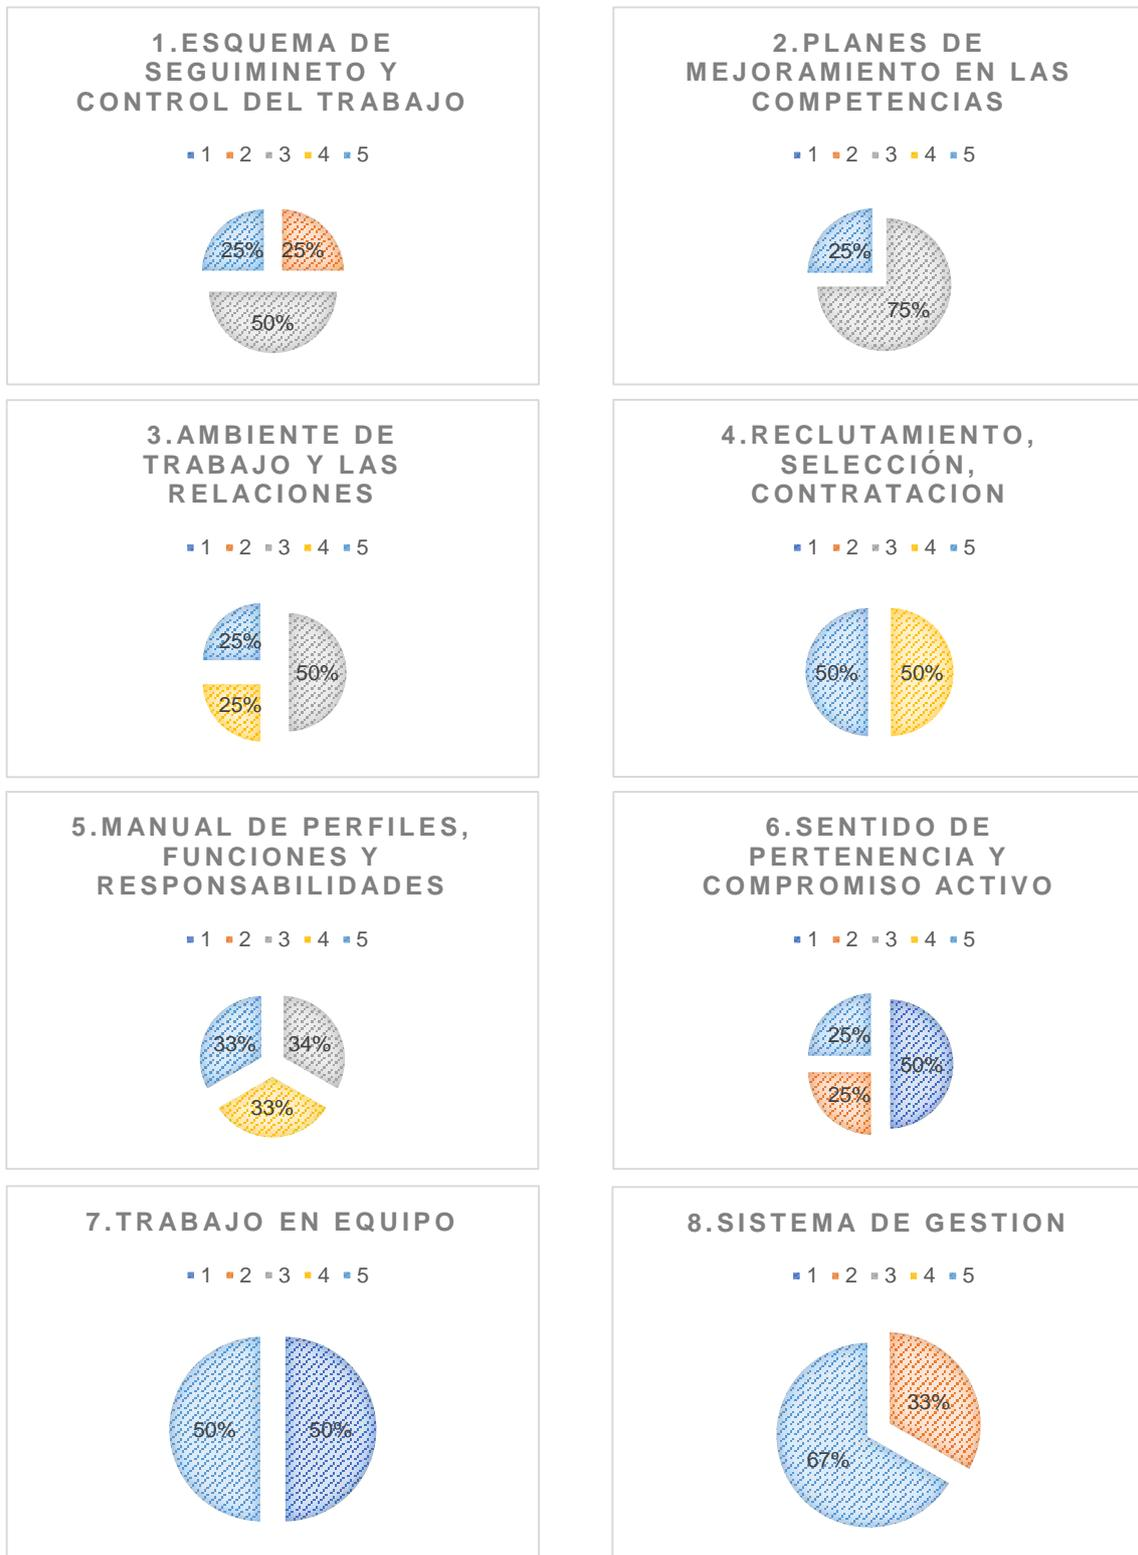 1.ESQUEMA DE
SEGUIMINETO Y
CONTROL DEL TRABAJO
1 2 3 4 5
25% 25%
50%
2.PLANES DE
MEJORAMIENTO EN LAS
COMPETENCIAS
1 2 3 4 5
25%
75%
3.AMBIENTE DE
TRABAJO Y LAS
RELACIONES
1 2 3 4 5
25%
50%
25%
4.RECLUTAMIENTO,
SELECCIÓN,
CONTRATACION
1 2 3 4 5
50% 50%
5.MANUAL DE PERFILES,
FUNCIONES Y
RESPONSABILIDADES
1 2 3 4 5
33% 34%
33%
6.SENTIDO DE
PERTENENCIA Y
COMPROMISO ACTIVO
1 2 3 4 5
25%
50%
25%
7.TRABAJO EN EQUIPO
1 2 3 4 5
50% 50%
8.SISTEMA DE GESTION
1 2 3 4 5
33%
67%